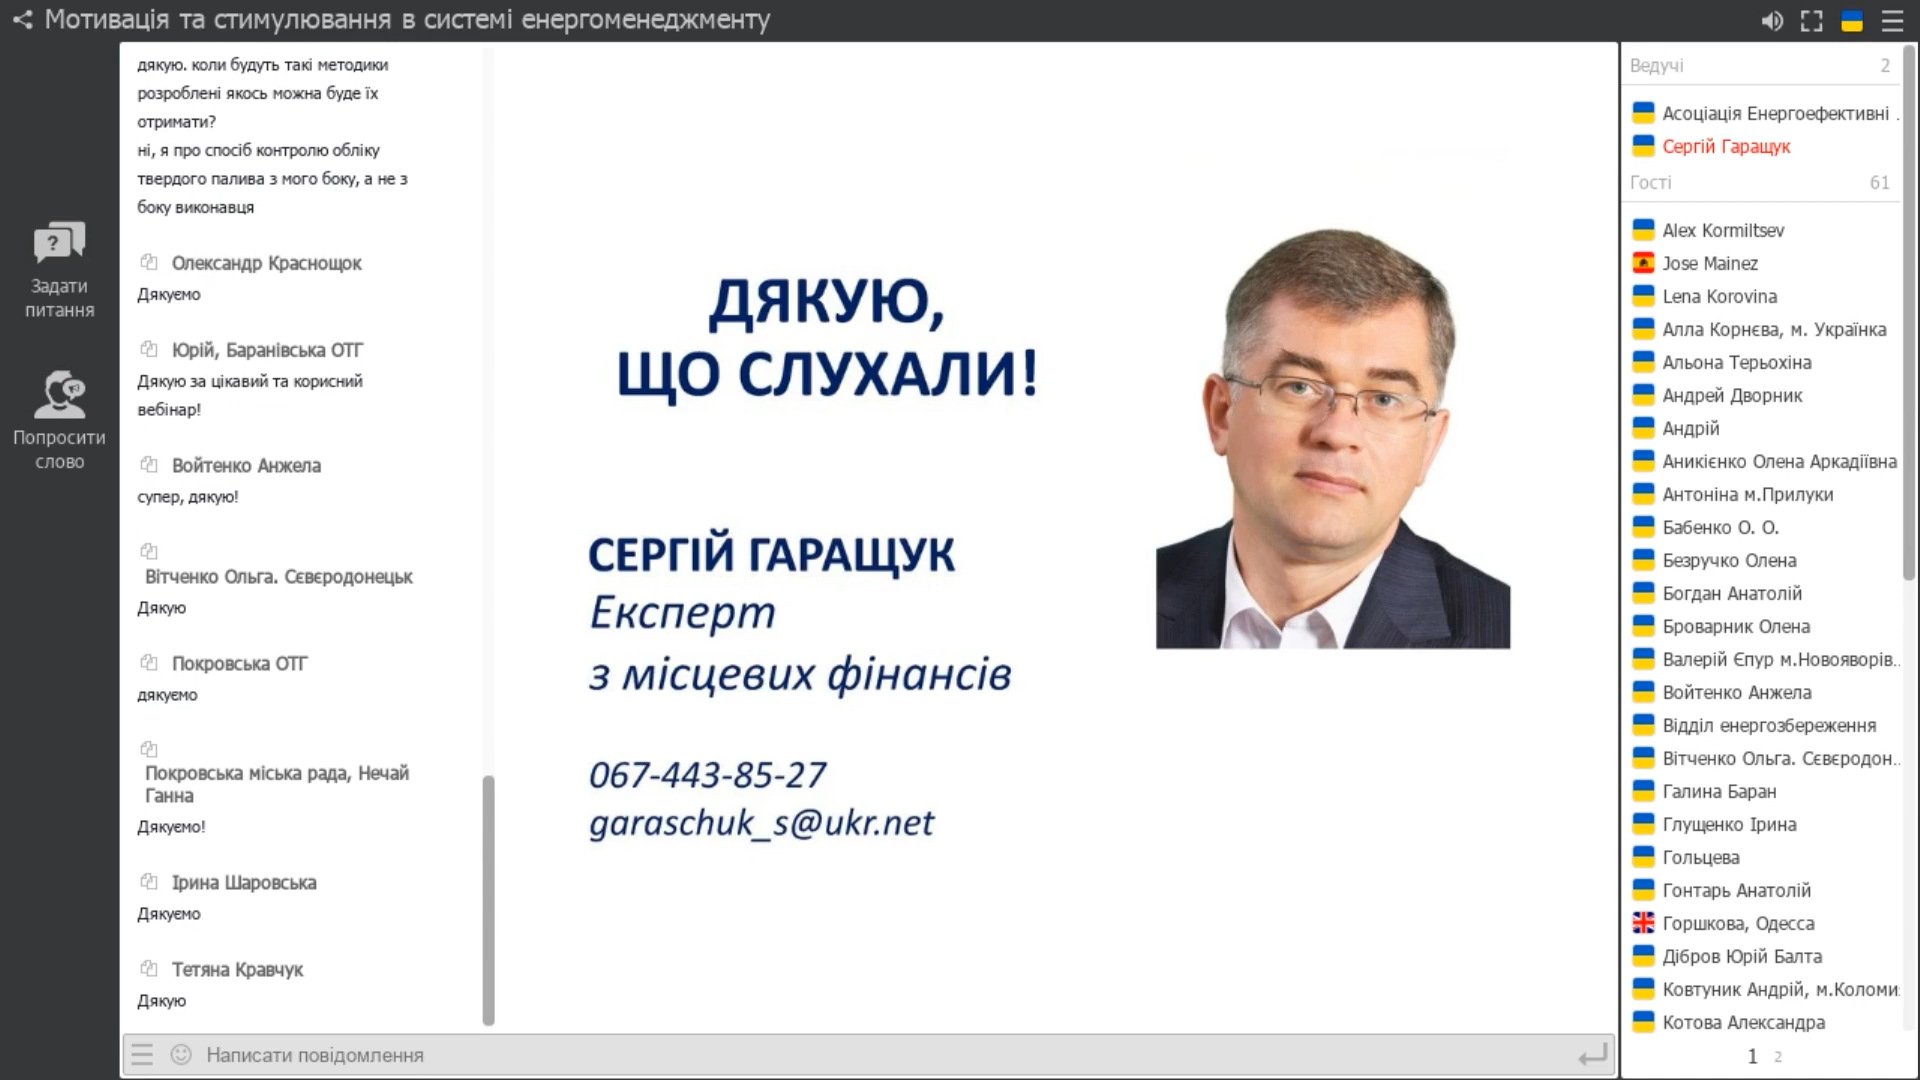 Мотивація та стимулювання в системі енергоменеджменту
Задати
питання
Попросити
слово
дякую. коли будуть такі методики
розроблені якось можна буде їх
отримати?
ні, я про спосіб контролю обліку
твердого палива з мого боку, а не з
боку виконавця
Олександр Краснощок
Дякуємо
Юрій, Баранівська ОТГ
Дякую за цікавий та корисний
вебінар!
Войтенко Анжела
супер, дякую!
Вітченко Ольга. Сєвєродонецьк
Дякую
Покровська ОТГ
дякуємо
Покровська міська рада, Нечай
Ганна
Дякуємо!
Ірина Шаровська
Дякуємо
Тетяна Кравчук
Дякую
Написати повідомлення
ДЯКУЮ,
ЩО СЛУХАЛИ!
СЕРГІЙ ГАРАЩУК
Експерт
з місцевих фінансів
067-443-85-27
garaschuk_s@ukr.net
Ведучі 2
Асоціація Енергоефективні .
Сергій Гаращук
Гості 61
Alex Kormiltsev
Jose Mainez
Lena Korovina
Алла Корнєва, м. Українка
Альона Терьохіна
Андрей Дворник
Андрій
Аникієнко Олена Аркадіївна
Антоніна м.Прилуки
Бабенко О. О.
Безручко Олена
Богдан Анатолій
Броварник Олена
Валерій Єпур м.Новояворів..
Войтенко Анжела
Відділ енергозбереження
Вітченко Ольга. Сєвєродон..
Галина Баран
Глущенко Ірина
Гольцева
Гонтарь Анатолій
Горшкова, Одесса
Дібров Юрій Балта
Ковтуник Андрій, м.Коломи
Котова Александра
1 2